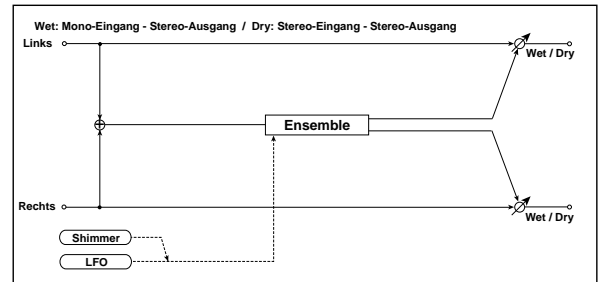 Wet: Mono-Eingang - Stereo-Ausgang / Dry: Stereo-Eingang - Stereo-Ausgang
Links
Wet / Dry
Ensemble
Rechts
Wet / Dry
Shimmer
LFO